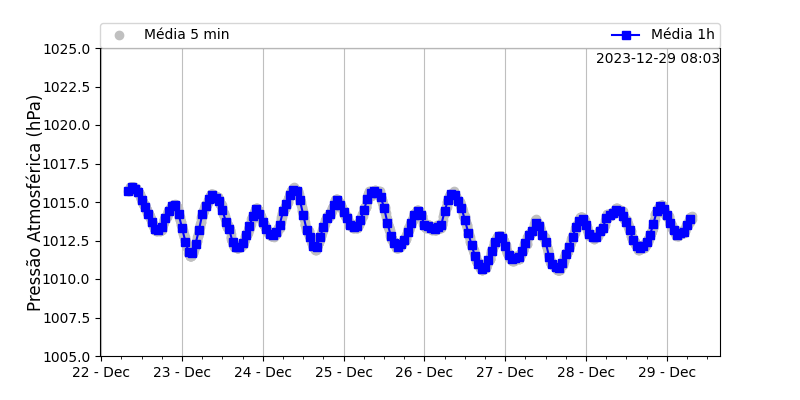 Média 5 min
Média 1h
2023-12-29 08:03
Pressão Atmosférica (hPa)
1025.0
1022.5
1020.0
1017.5
1015.0
1012.5
1010.0
1007.5
1005.0
22 - Dec
23 - Dec
24 - Dec
25 - Dec
26 - Dec
27 - Dec
28 - Dec
29 - Dec